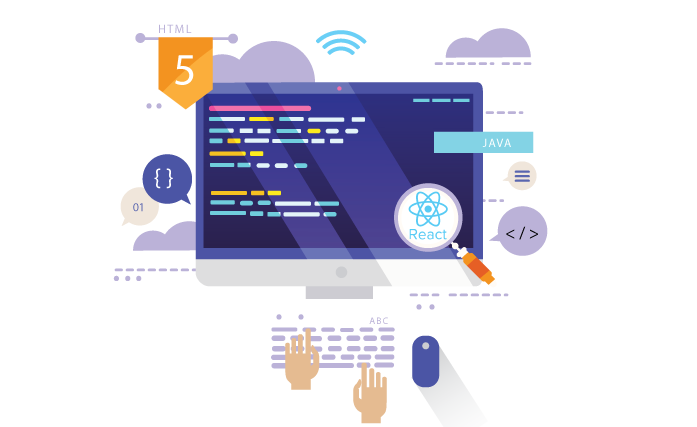 HTML
5
JAVA
{ }
01
React
< / >
ABC